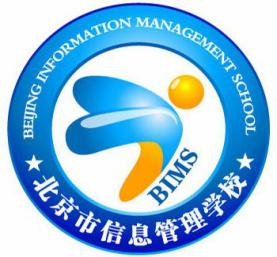 BEIJING INFORMATION MANAGEMENT SCHOOL
BIMS
★北京市信息管理学校★